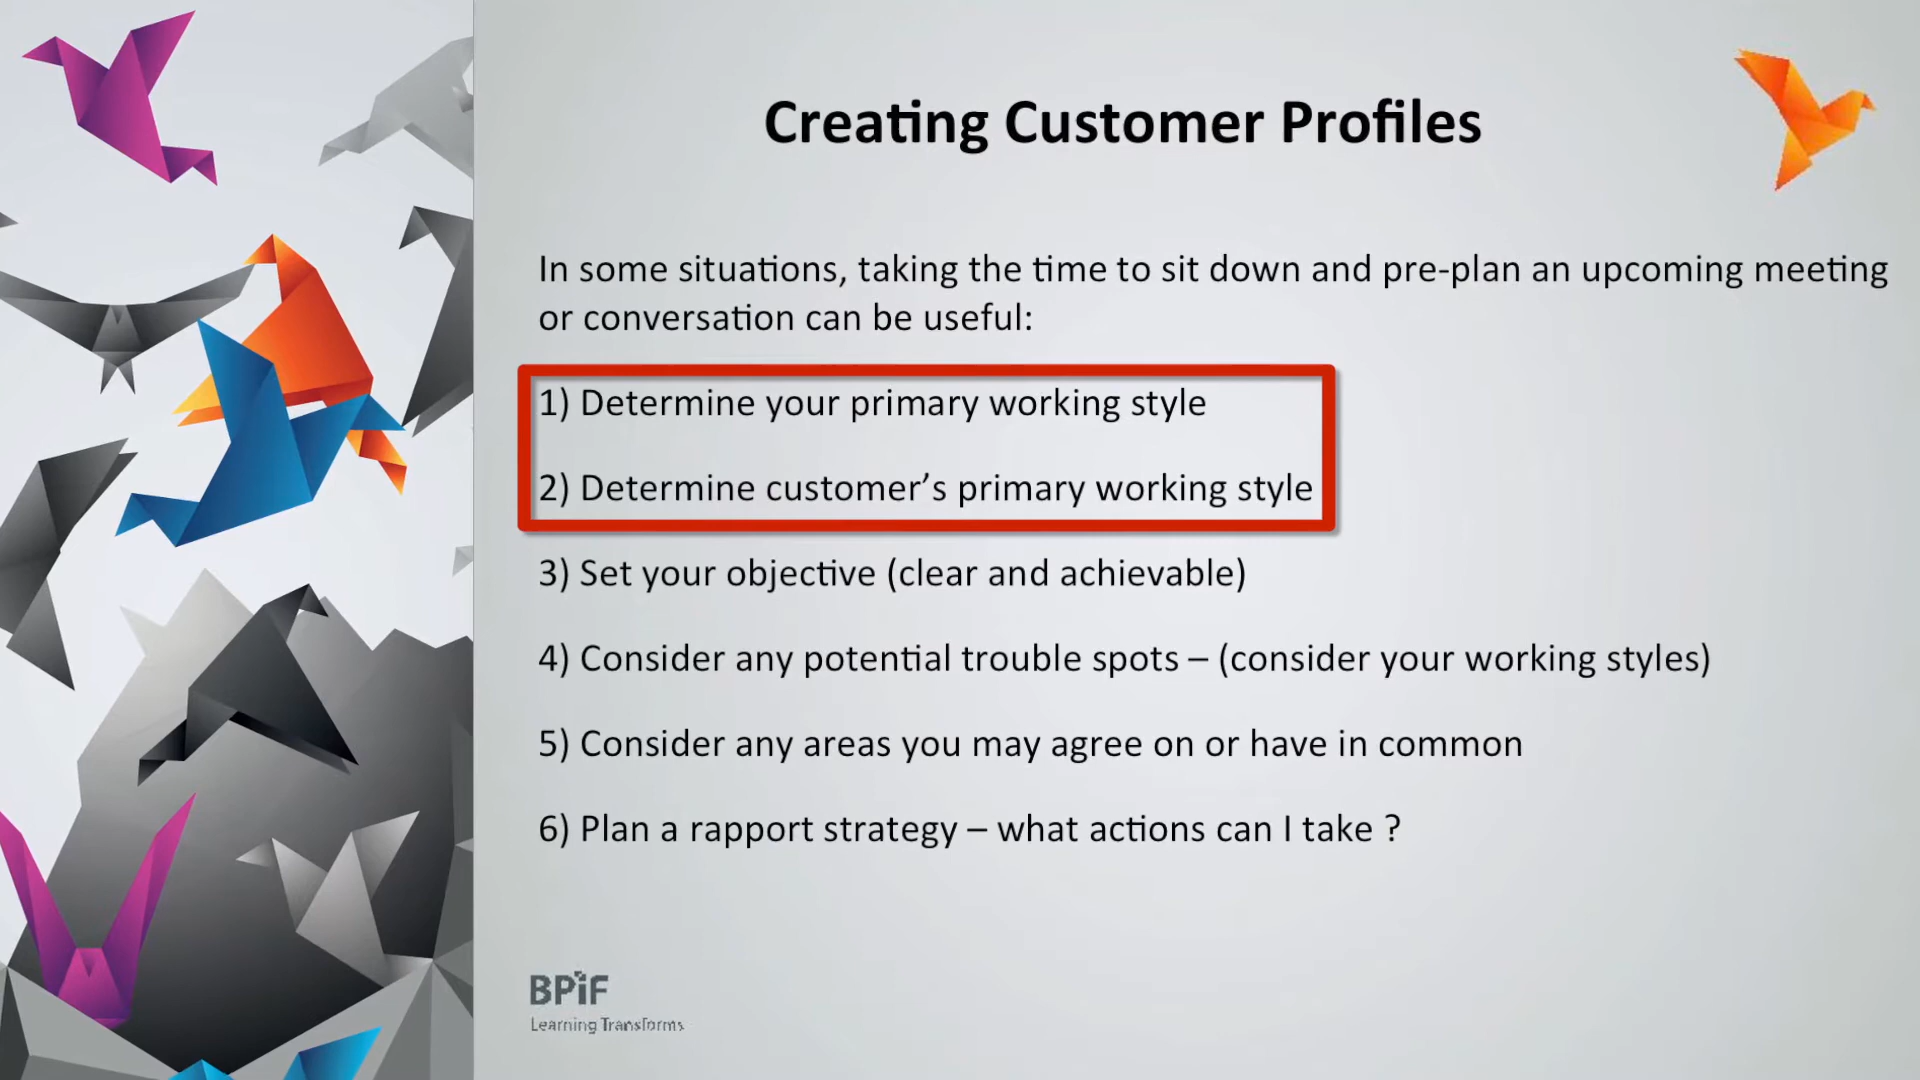 Creating Customer Profiles
In some situations, taking the time to sit down and pre-plan an upcoming meeting
or conversation can be useful:
1) Determine your primary working style
2) Determine customer’s primary working style
3) Set your objective (clear and achievable)
4) Consider any potential trouble spots – (consider your working styles)
5) Consider any areas you may agree on or have in common
6) Plan a rapport strategy – what actions can I take ?
BPiF
Learning Transforms